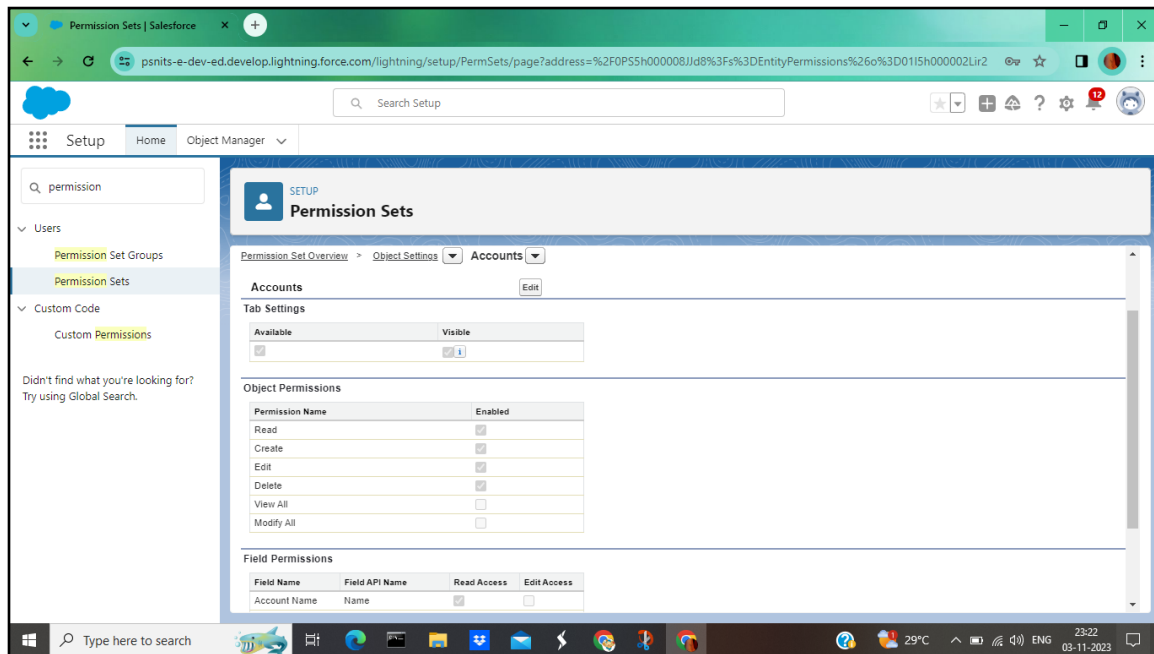 Permission Sets | Salesforce
psnits-e-dev-ed.develop.lightning.force.com/lightning/setup/PermSets/page?address=%2F0PS5h000008JJd8%3Fs%3DEntityPermissions%26o%3D01I5h000002Lir2
Search Setup
12
Setup Home Object Manager
permission
Users
Permission Set Groups
Permission Sets
Custom Code
Custom Permissions
Didn't find what you're looking for?
Try using Global Search.
SETUP
Permission Sets
Permission Set Overview > Object Settings Accounts
Accounts Edit
Tab Settings
Available Visible
i
Object Permissions
Permission Name Enabled
Read
Create
Edit
Delete
View All
Modify All
Field Permissions
Field Name Field API Name Read Access Edit Access
Account Name Name
Type here to search
29°C ENG
23:22
03-11-2023